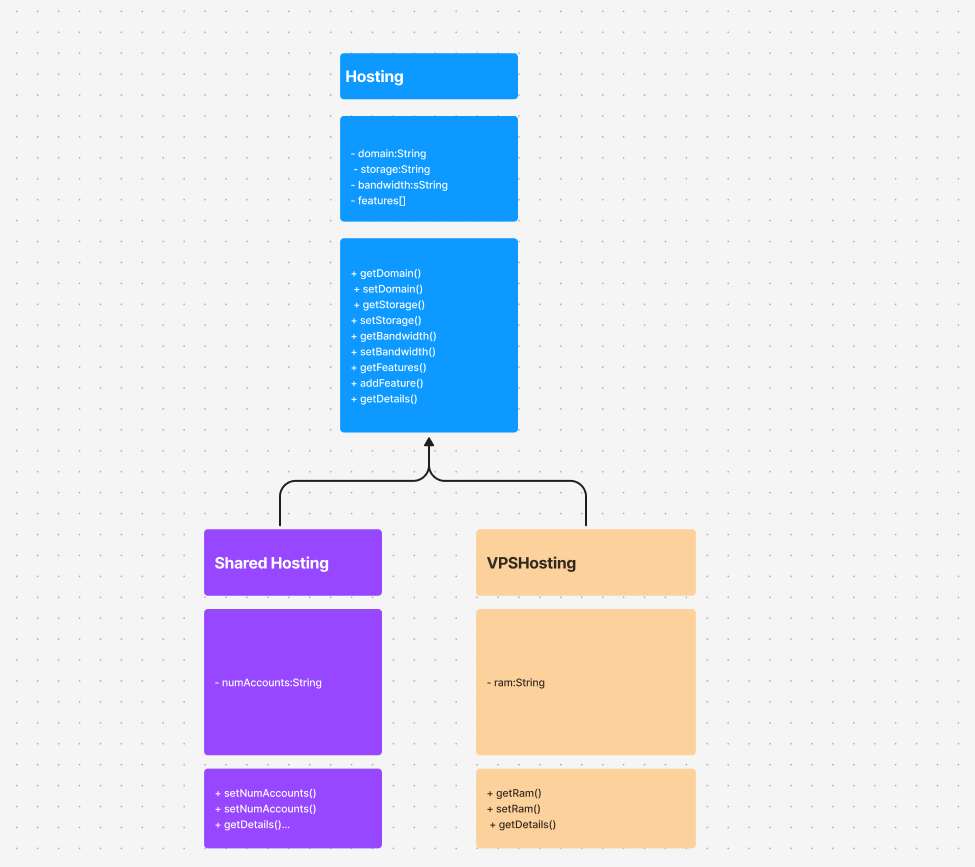 Hosting
- domain:String
- storage:String
- bandwidth:sString
- features[]
+ getDomain()
+ setDomain()
+ getStorage()
+ setStorage()
+ getBandwidth()
+ setBandwidth()
+ getFeatures()
+ addFeature()
+ getDetails()
Shared Hosting
- numAccounts:String
+ setNumAccounts()
+ setNumAccounts()
+ getDetails()...
VPSHosting
- ram:String
+ getRam()
+ setRam()
+ getDetails()